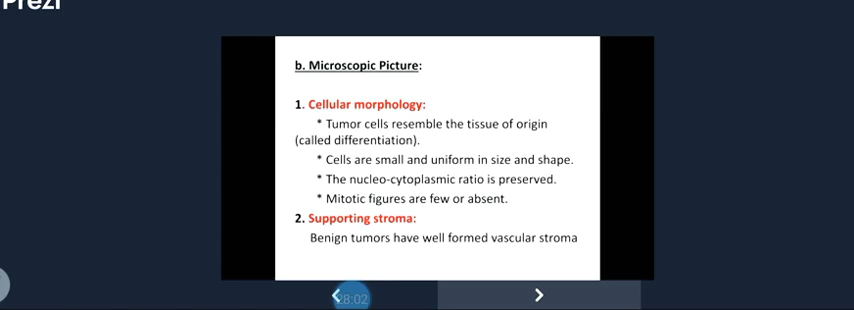 Prezi
b. Microscopic Picture:
1. Cellular morphology:
* Tumor cells resemble the tissue of origin
(called differentiation).
* Cells are small and uniform in size and shape.
* The nucleo-cytoplasmic ratio is preserved.
* Mitotic figures are few or absent.
2. Supporting stroma:
Benign tumors have well formed vascular stroma
28:02